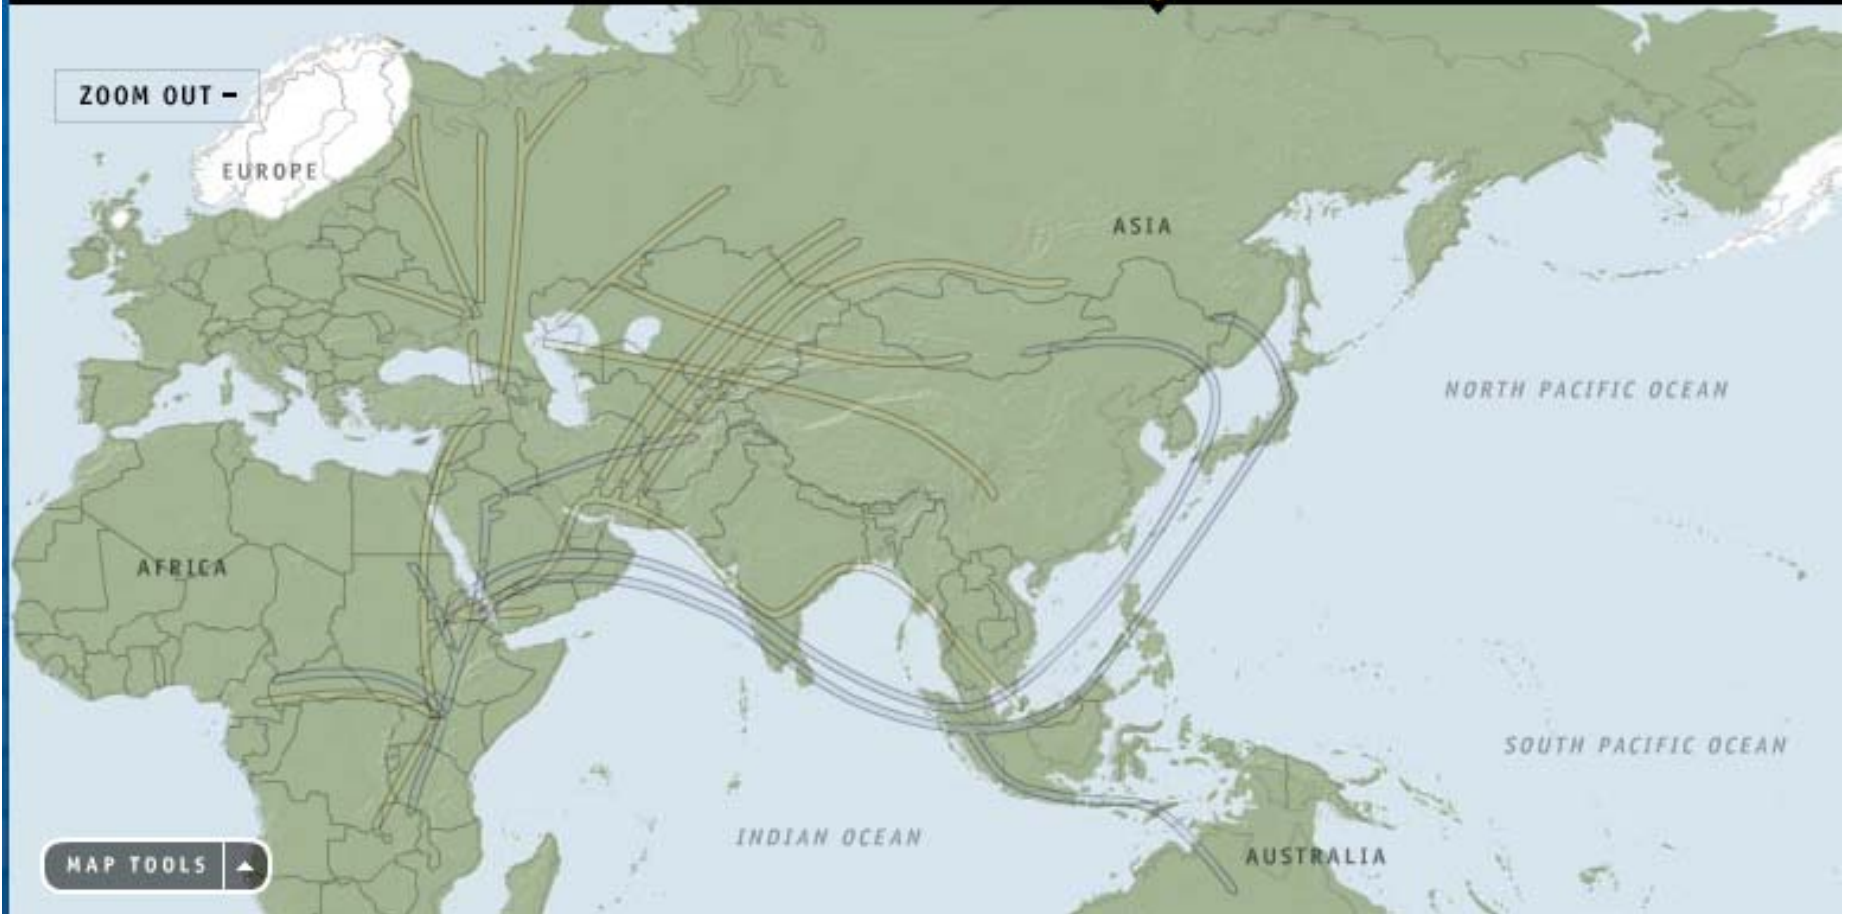 ZOOM OUT –
EUROPE
ASIA
NORTH PACIFIC OCEAN
AFRICA
SOUTH PACIFIC OCEAN
INDIAN OCEAN
AUSTRALIA
MAP TOOLS